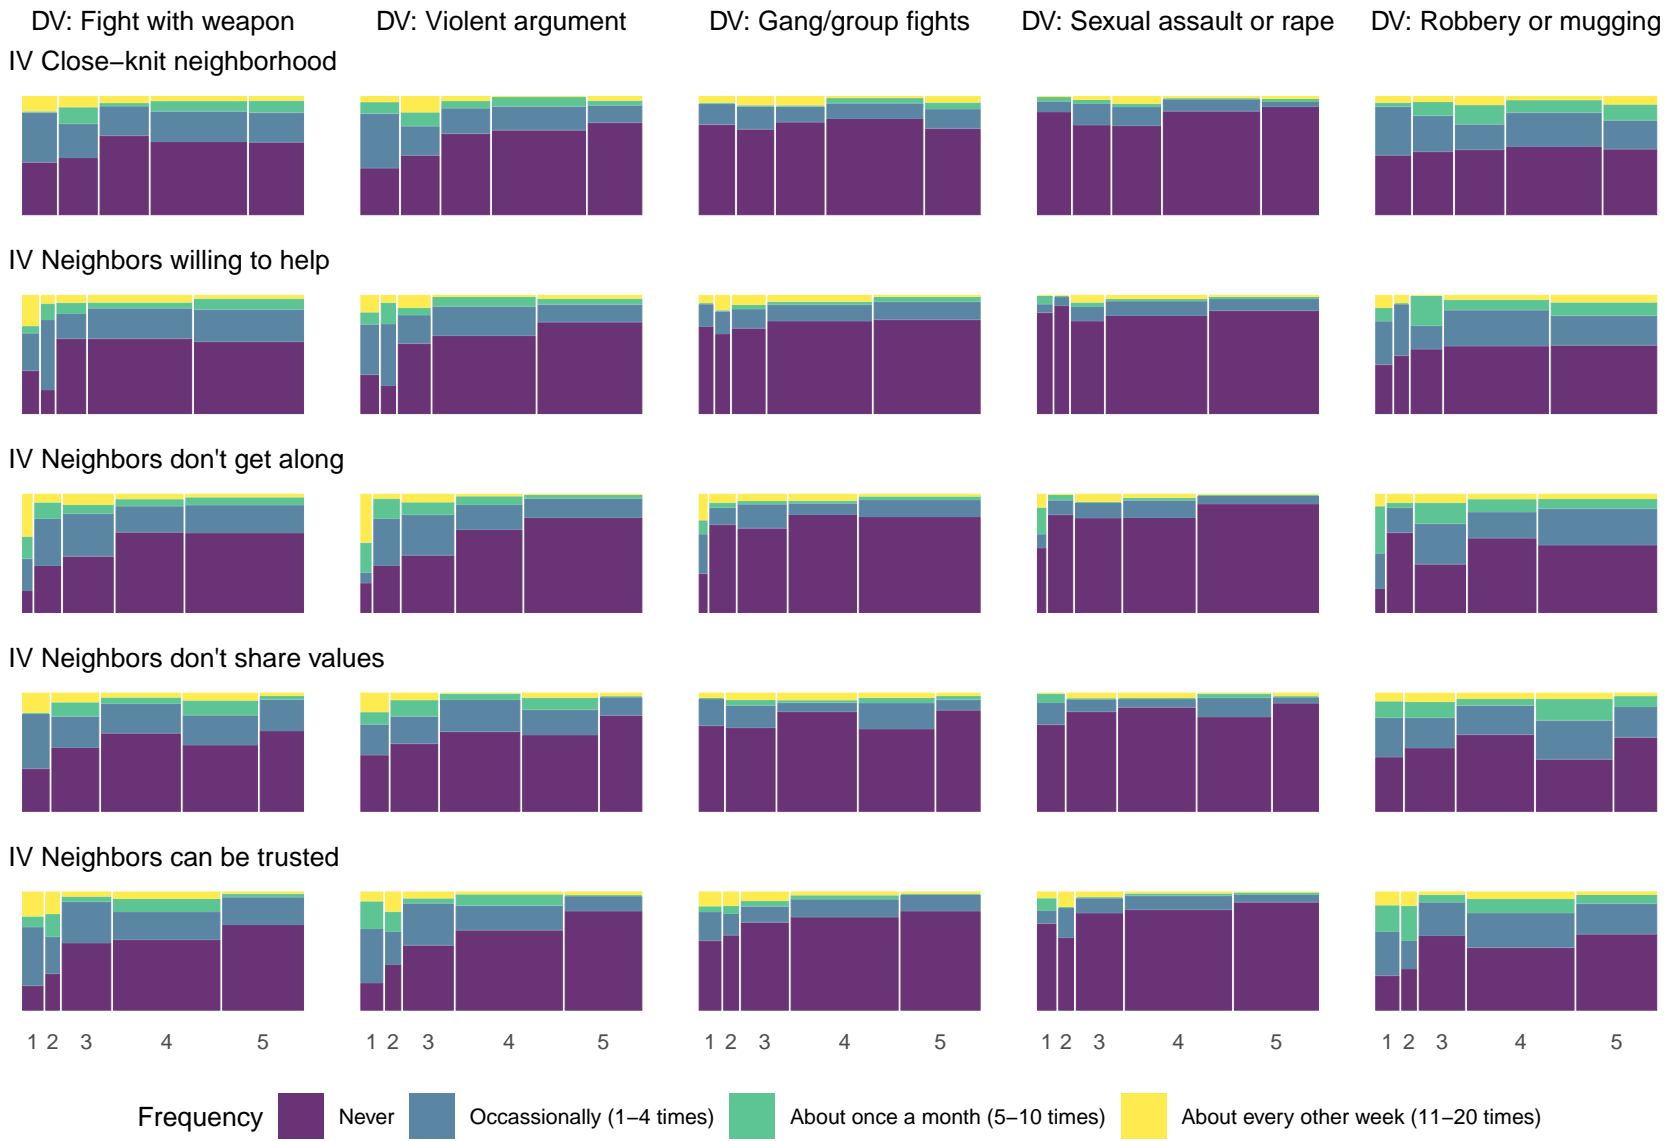 DV: Fight with weapon DV: Violent argument DV: Gang/group fights DV: Sexual assault or rape DV: Robbery or mugging
IV Close−knit neighborhood
IV Neighbors willing to help
IV Neighbors don't get along
IV Neighbors don't share values
IV Neighbors can be trusted
1 2 3 4 5 1 2 3 4 5 1 2 3 4 5 1 2 3 4 5 1 2 3 4 5
Frequency Never Occassionally (1−4 times) About once a month (5−10 times) About every other week (11−20 times)